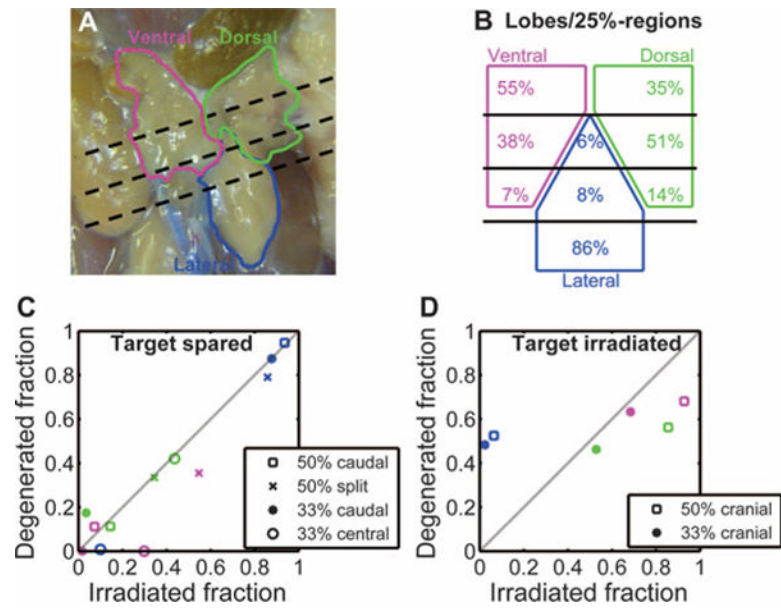 A
Ventral
Dorsal
Lateral
B Lobes/25%-regions
Ventral
Dorsal
55%
35%
38%
6%
51%
7%
8%
14%
86%
Lateral
C
Target spared
Degenerated fraction
1
0.8
0.6
0.4
0.2
0
0 0.2 0.4 0.6 0.8 1
Irradiated fraction
50% caudal
50% split
33% caudal
33% central
D
Target irradiated
Degenerated fraction
1
0.8
0.6
0.4
0.2
0
0 0.2 0.4 0.6 0.8 1
Irradiated fraction
50% cranial
33% cranial